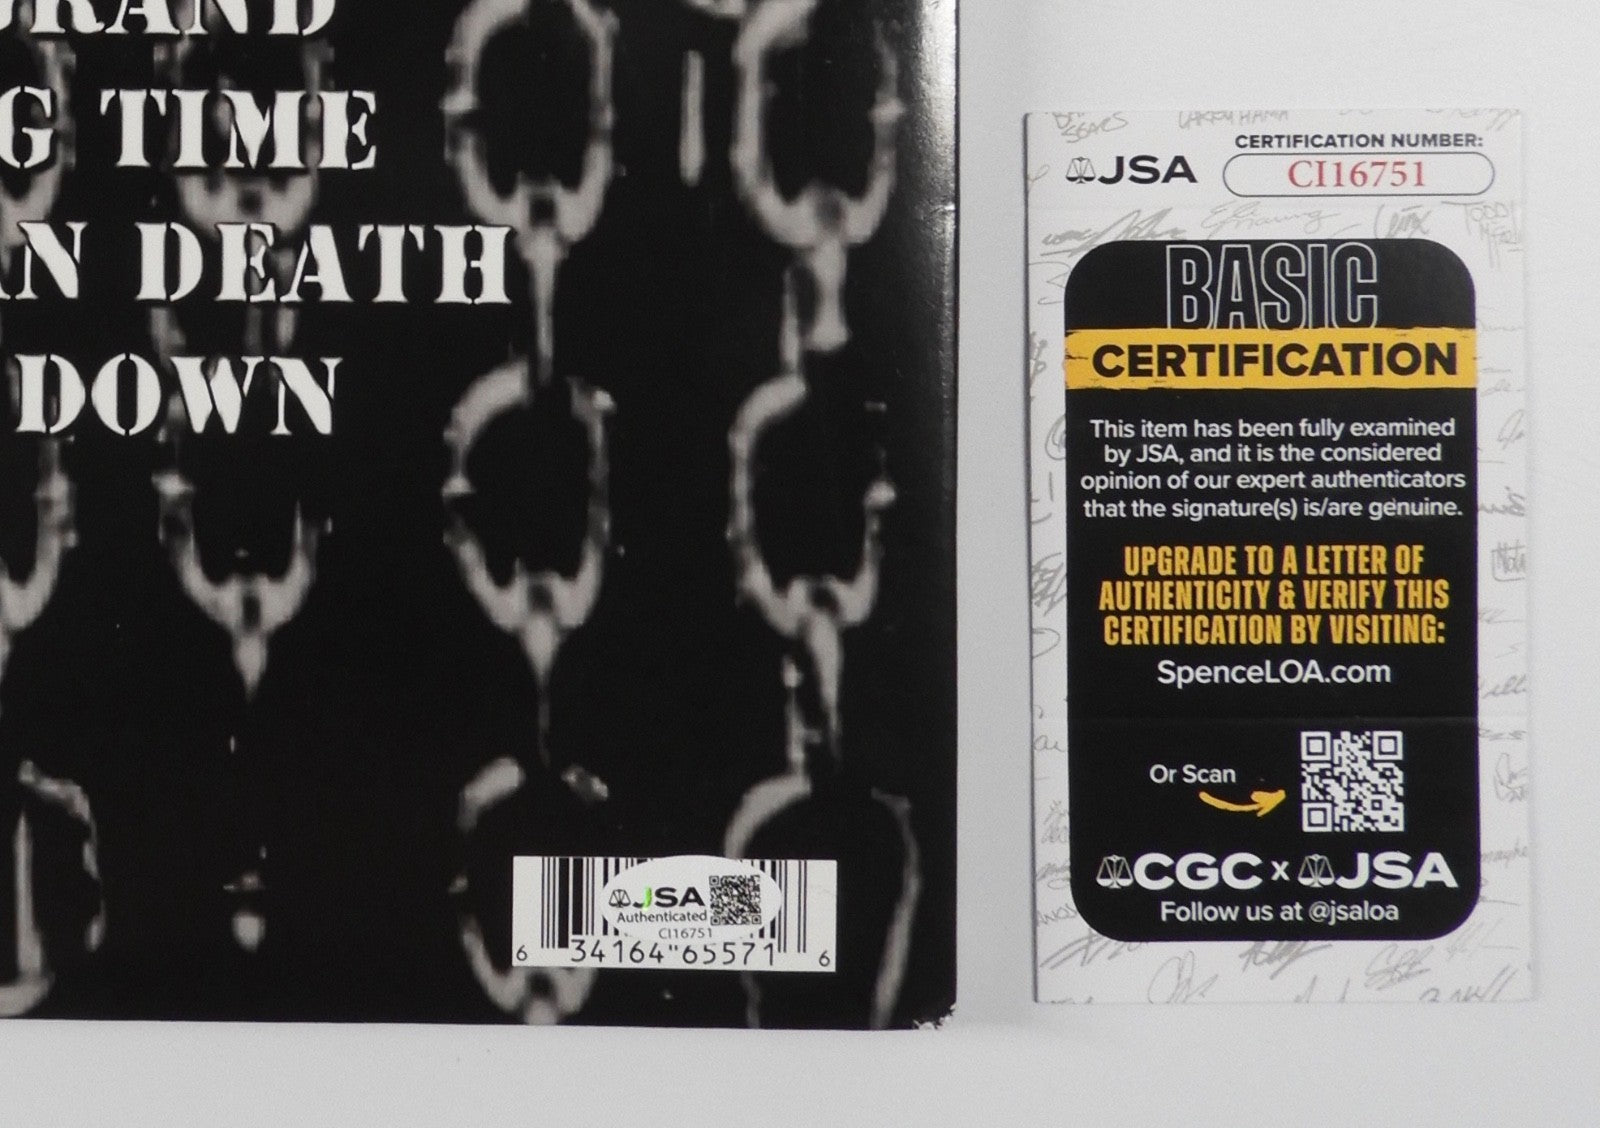 RAND
G TIME
N DEATH
DOWN
JSA
Authenticated
CI16751
6 34164 65571 6
JSA
CERTIFICATION NUMBER:
CI16751
BASIC
CERTIFICATION
This item has been fully examined
by JSA, and it is the considered
opinion of our expert authenticators
that the signature(s) is/are genuine.
UPGRADE TO A LETTER OF
AUTHENTICITY & VERIFY THIS
CERTIFICATION BY VISITING:
SpenceLOA.com
Or Scan
CGC x JSA
Follow us at @jsaloa